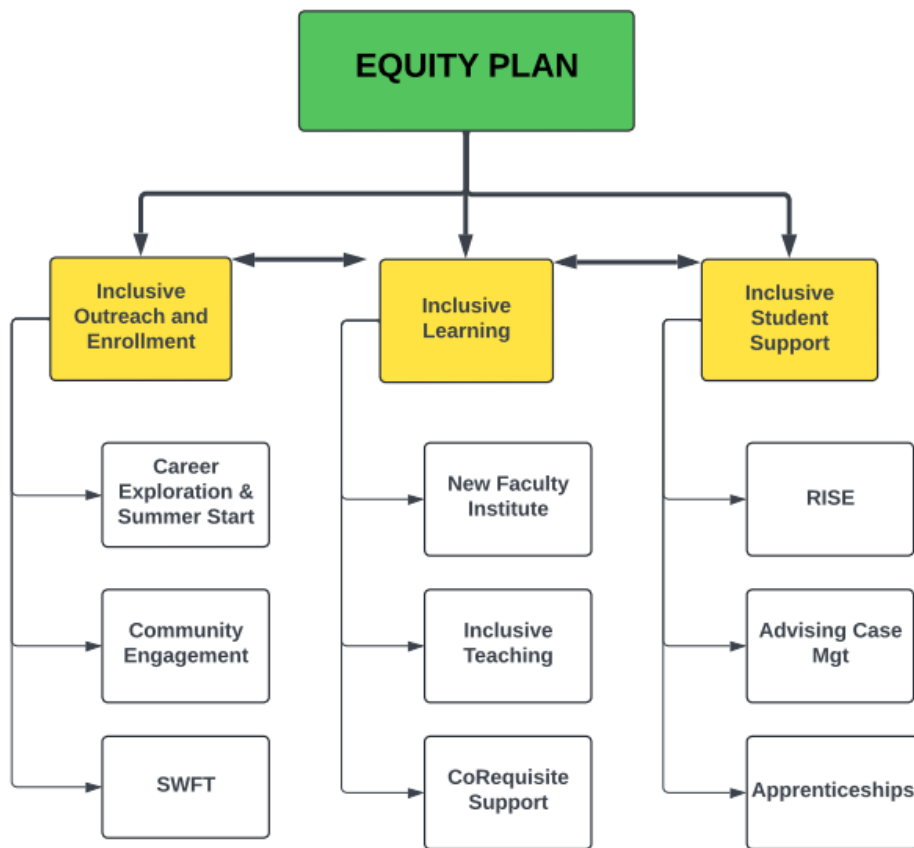 EQUITY PLAN
Inclusive
Outreach and
Enrollment
Inclusive
Learning
Inclusive
Student
Support
Career
Exploration &
Summer Start
New Faculty
Institute
RISE
Community
Engagement
Inclusive
Teaching
Advising Case
Mgt
SWFT
CoRequisite
Support
Apprenticeships